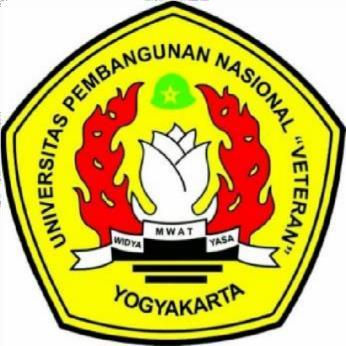 UNIVERSITAS PEMBANGUNAN NASIONAL "VETERAN"
WIDYA MWAT YASA
YOGYAKARTA